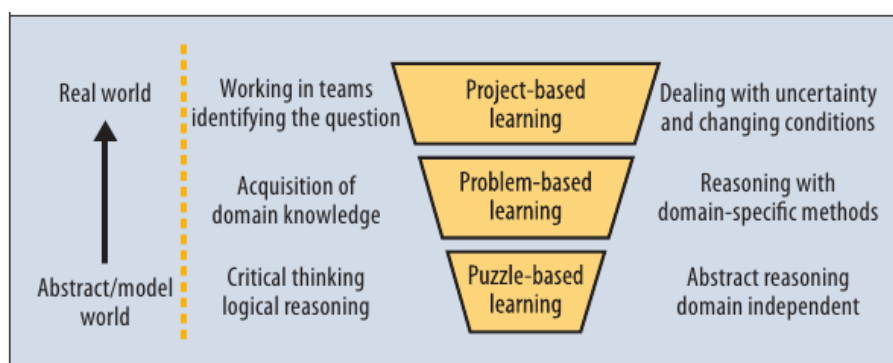 Real world
Working in teams
identifying the question
Project-based
learning
Dealing with uncertainty
and changing conditions
Acquisition of
domain knowledge
Problem-based
learning
Reasoning with
domain-specific methods
Abstract/model
world
Critical thinking
logical reasoning
Puzzle-based
learning
Abstract reasoning
domain independent